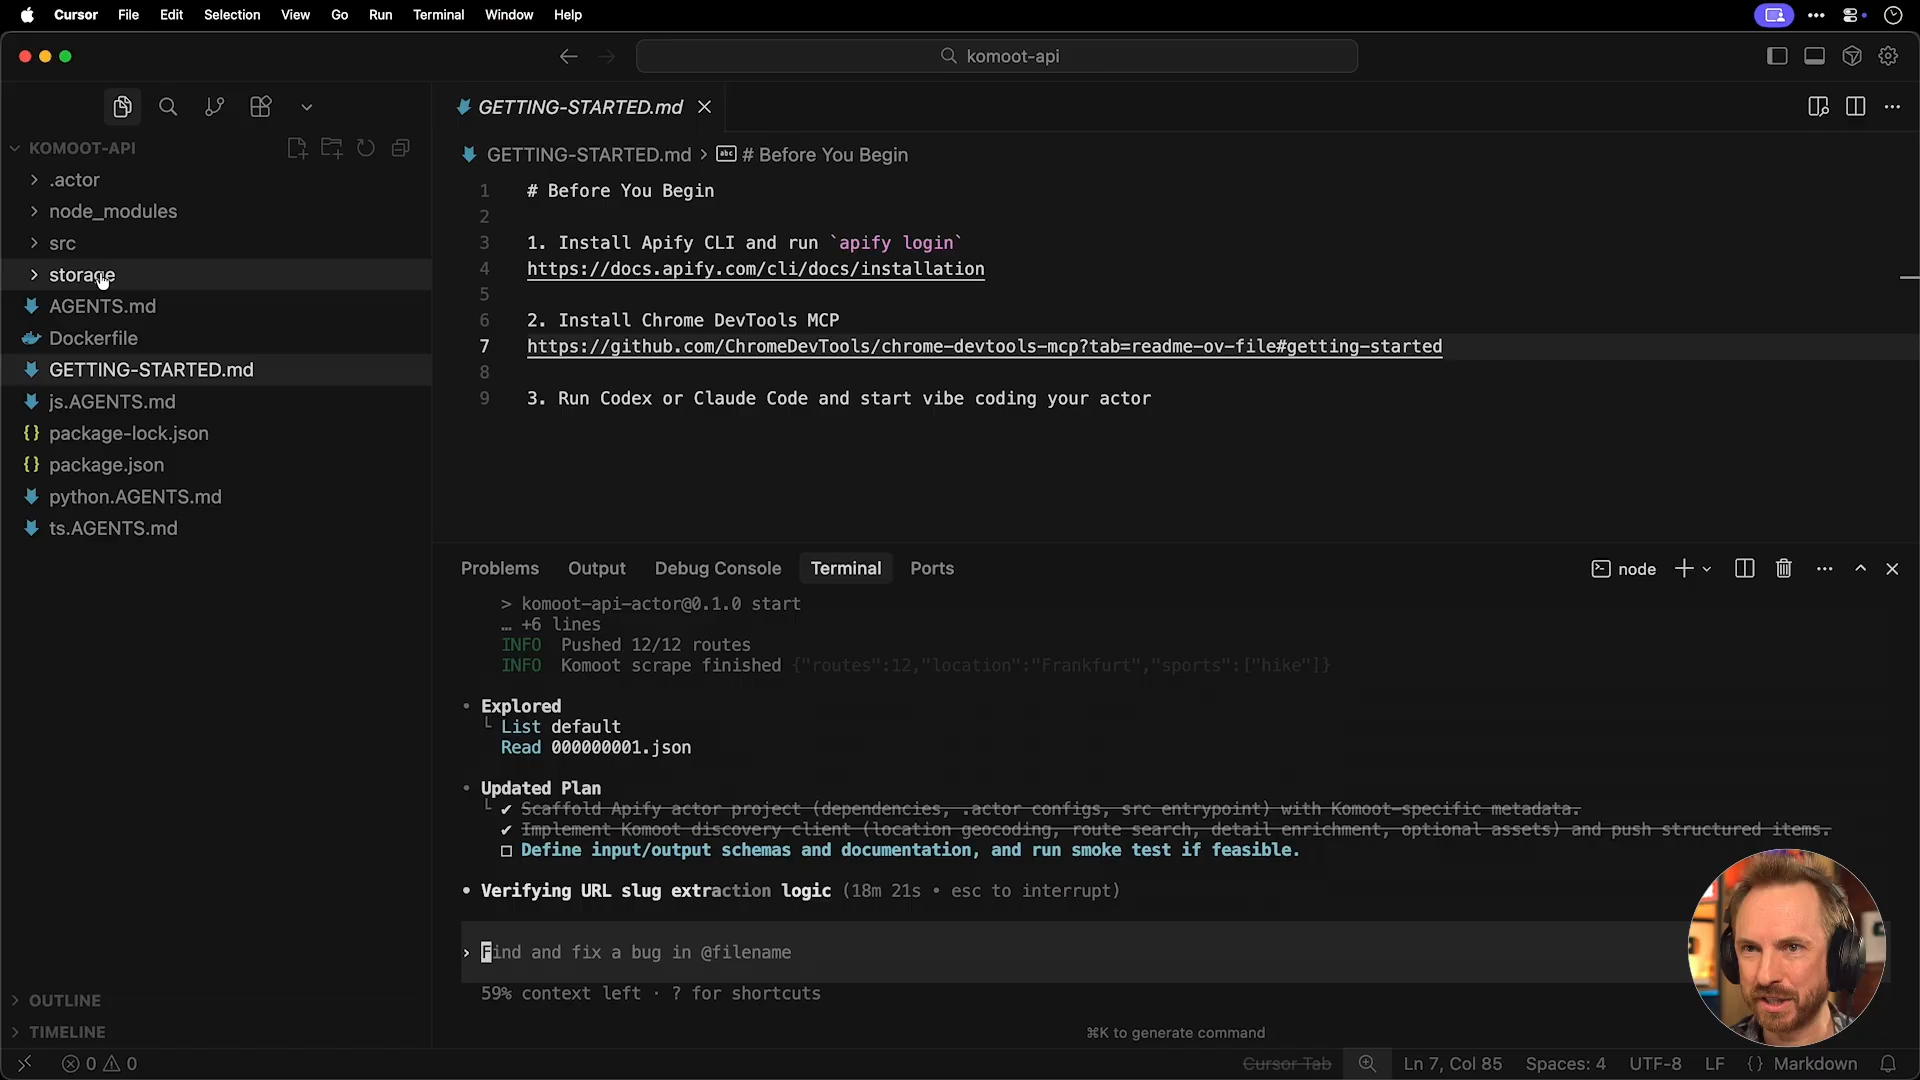 Cursor File Edit Selection View Go Run Terminal Window Help
komoot-api
GETTING-STARTED.md
KOMOOT-API
.actor
node_modules
src
storage
AGENTS.md
Dockerfile
GETTING-STARTED.md
js.AGENTS.md
package-lock.json
package.json
python.AGENTS.md
ts.AGENTS.md
OUTLINE
TIMELINE
GETTING-STARTED.md > # Before You Begin
1 # Before You Begin
2
3 1. Install Apify CLI and run `apify login`
4 https://docs.apify.com/cli/docs/installation
5
6 2. Install Chrome DevTools MCP
7 https://github.com/ChromeDevTools/chrome-devtools-mcp?tab=readme-ov-file#getting-started
8
9 3. Run Codex or Claude Code and start vibe coding your actor
Problems Output Debug Console Terminal Ports
node
> komoot-api-actor@0.1.0 start
… +6 lines
INFO Pushed 12/12 routes
INFO Komoot scrape finished {"routes":12,"location":"Frankfurt","sports":["hike"]}
• Explored
└ List default
Read 000000001.json
• Updated Plan
└ ✔ Scaffold Apify actor project (dependencies, .actor configs, src entrypoint) with Komoot-specific metadata.
✔ Implement Komoot discovery client (location geocoding, route search, detail enrichment, optional assets) and push structured items.
□ Define input/output schemas and documentation, and run smoke test if feasible.
• Verifying URL slug extraction logic (18m 21s • esc to interrupt)
› Find and fix a bug in @filename
59% context left · ? for shortcuts
⌘K to generate command
0 0
Cursor Tab
Ln 7, Col 85 Spaces: 4 UTF-8 LF {} Markdown